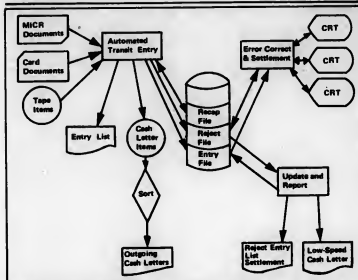 MICR
Documents
Card
Documents
Tape
Items
Automated
Transit Entry
Entry List
Cash
Letter
Items
Sort
Outgoing
Cash Letters
Recap
File
Reject
File
Entry
File
Error Correct
& Settlement
CRT
CRT
CRT
Update and
Report
Reject Entry
List
Settlement
Low-Speed
Cash Letter